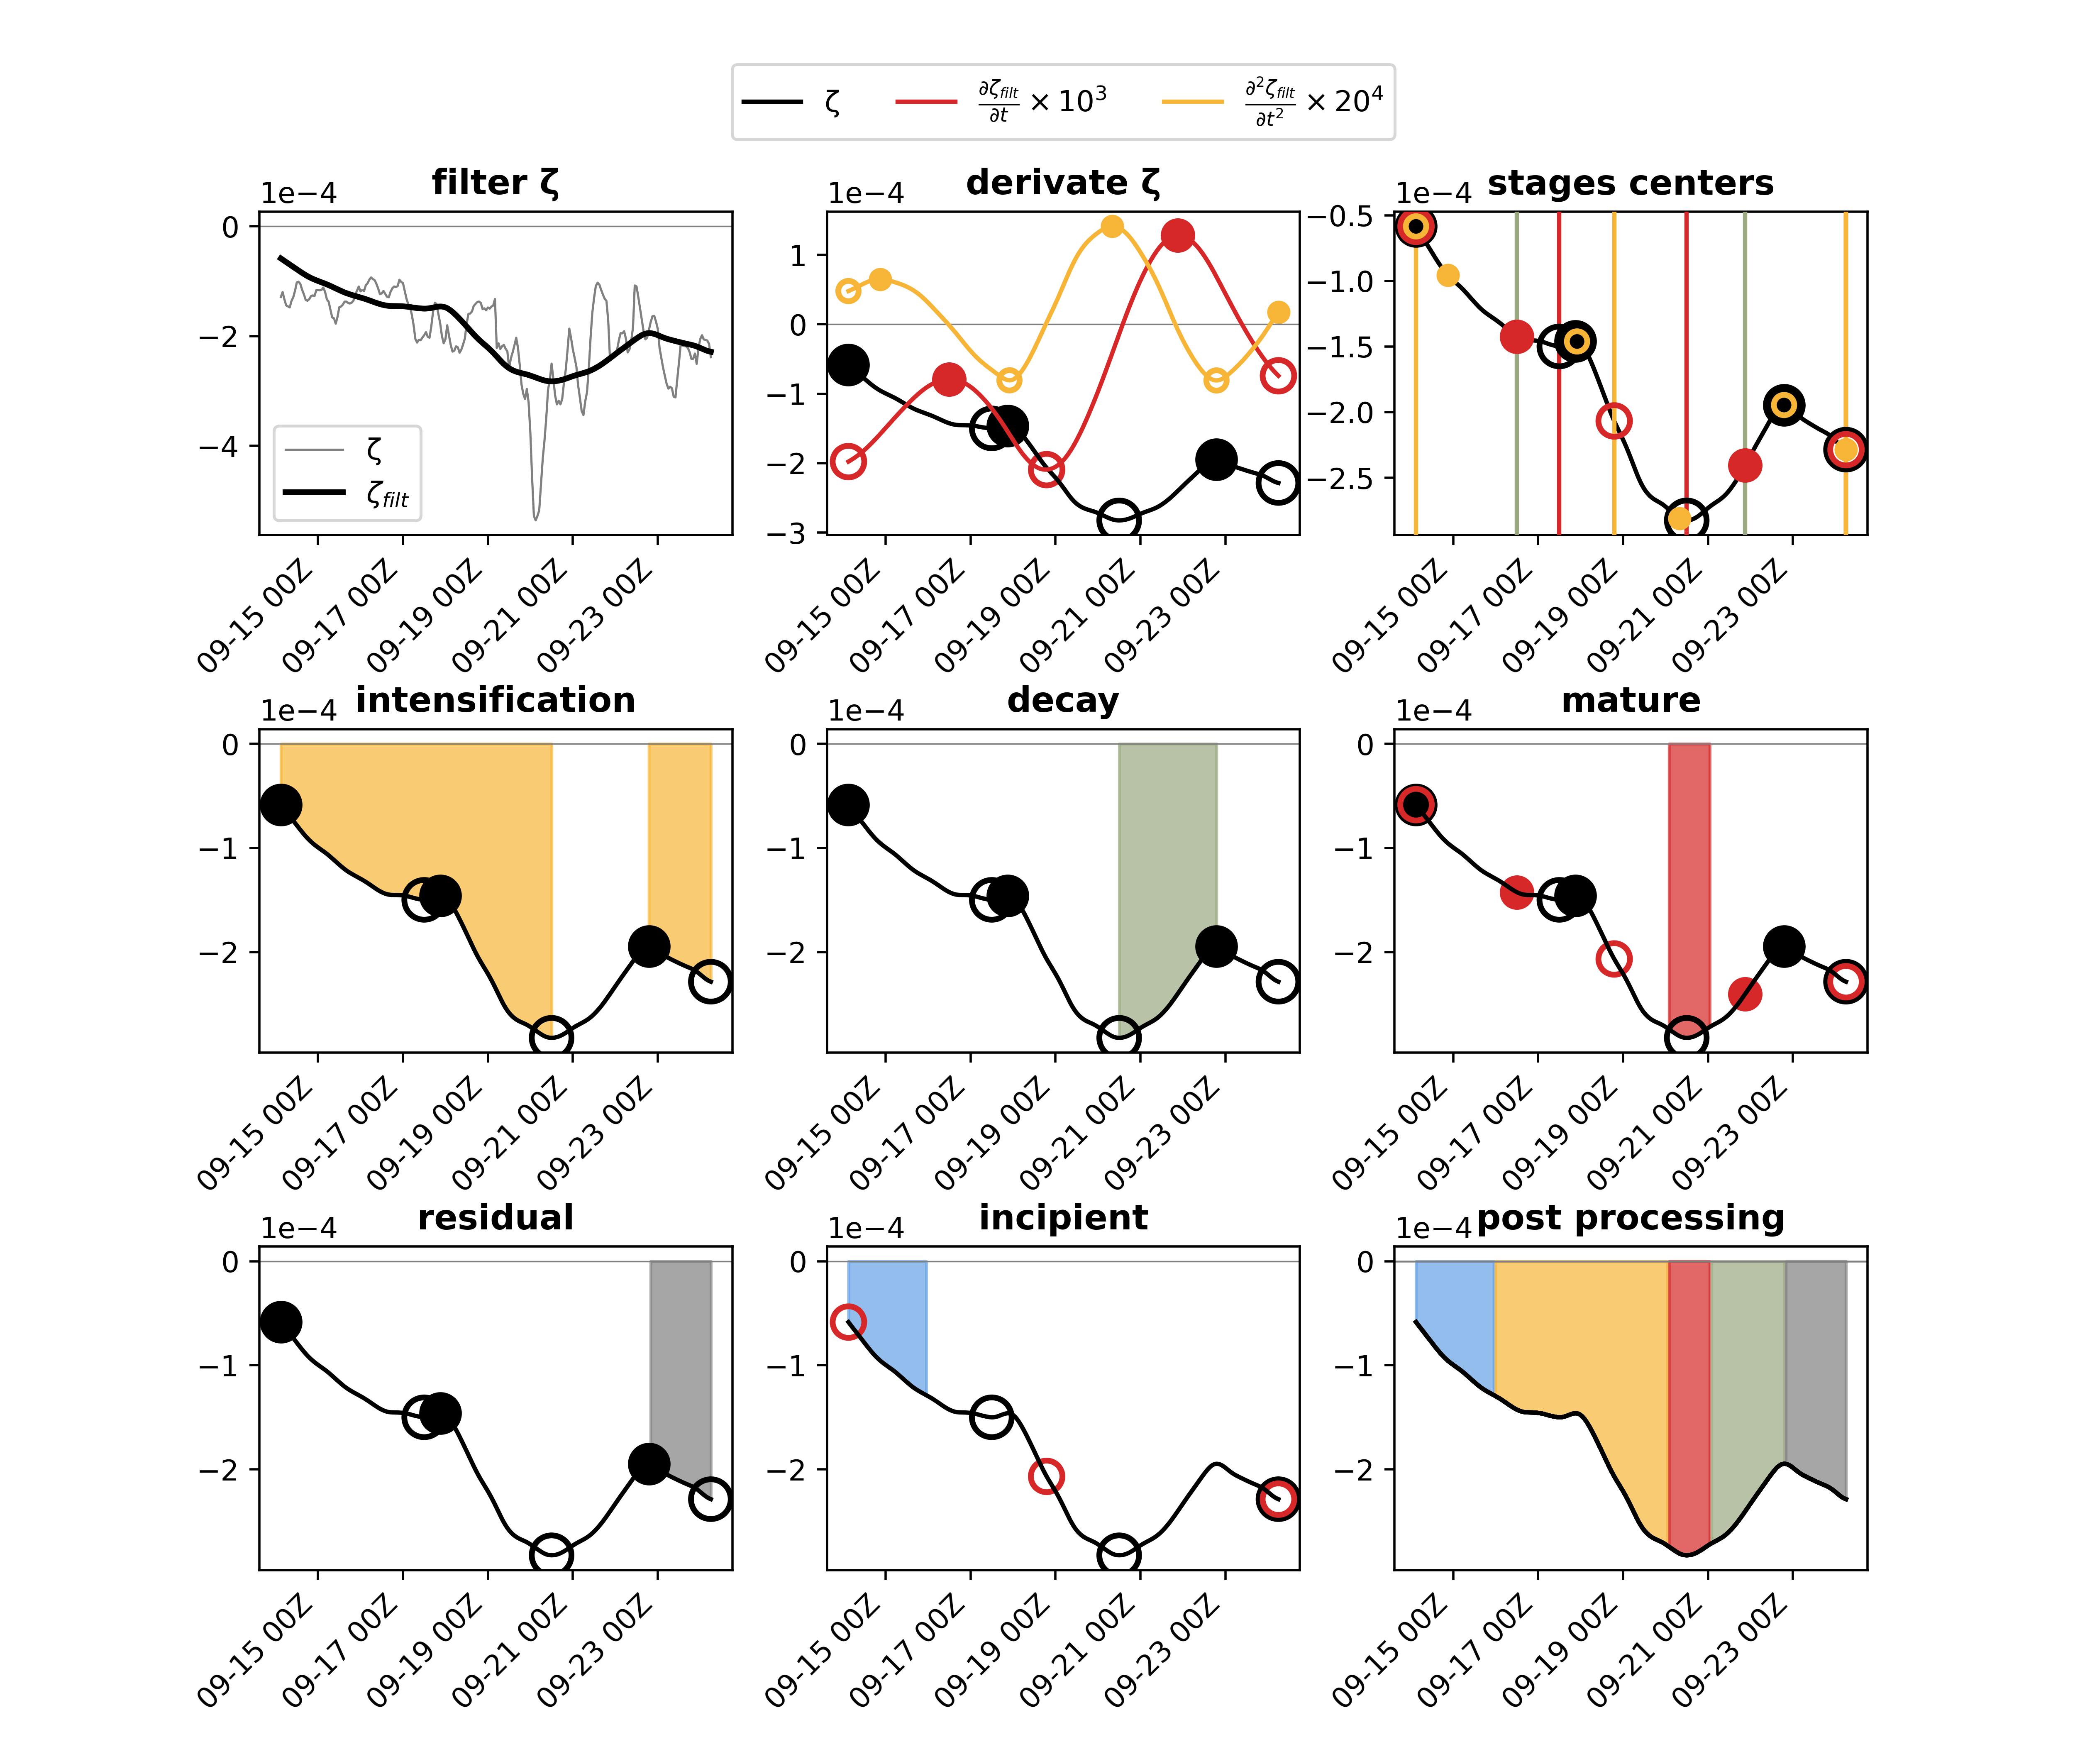 ζ ∂ζfilt/∂t × 10³ ∂²ζfilt/∂t² × 20⁴
filter ζ
derivate ζ
stages centers
1e−4
0
−2
−4
ζ
ζfilt
09-15 00Z
09-17 00Z
09-19 00Z
09-21 00Z
09-23 00Z
1e−4
1
0
−1
−2
−3
09-15 00Z
09-17 00Z
09-19 00Z
09-21 00Z
09-23 00Z
1e−4
−0.5
−1.0
−1.5
−2.0
−2.5
09-15 00Z
09-17 00Z
09-19 00Z
09-21 00Z
09-23 00Z
intensification
decay
mature
1e−4
0
−1
−2
09-15 00Z
09-17 00Z
09-19 00Z
09-21 00Z
09-23 00Z
1e−4
0
−1
−2
09-15 00Z
09-17 00Z
09-19 00Z
09-21 00Z
09-23 00Z
1e−4
0
−1
−2
09-15 00Z
09-17 00Z
09-19 00Z
09-21 00Z
09-23 00Z
residual
incipient
post processing
1e−4
0
−1
−2
09-15 00Z
09-17 00Z
09-19 00Z
09-21 00Z
09-23 00Z
1e−4
0
−1
−2
09-15 00Z
09-17 00Z
09-19 00Z
09-21 00Z
09-23 00Z
1e−4
0
−1
−2
09-15 00Z
09-17 00Z
09-19 00Z
09-21 00Z
09-23 00Z